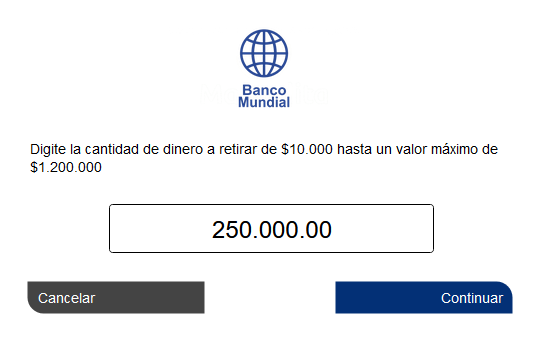 Banco
Mundial
Digite la cantidad de dinero a retirar de $10.000 hasta un valor máximo de
$1.200.000
250.000.00
Cancelar
Continuar